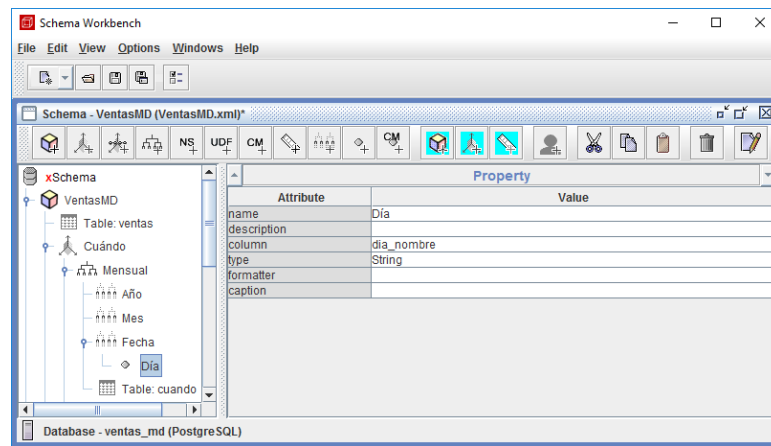 Schema Workbench
File Edit View Options Windows Help
Schema - VentasMD (VentasMD.xml)*
NS UDF CM CM
xSchema
VentasMD
Table: ventas
Cuándo
Mensual
Año
Mes
Fecha
Día
Table: cuando
Property
Attribute Value
name Día
description
column dia_nombre
type String
formatter
caption
Database - ventas_md (PostgreSQL)